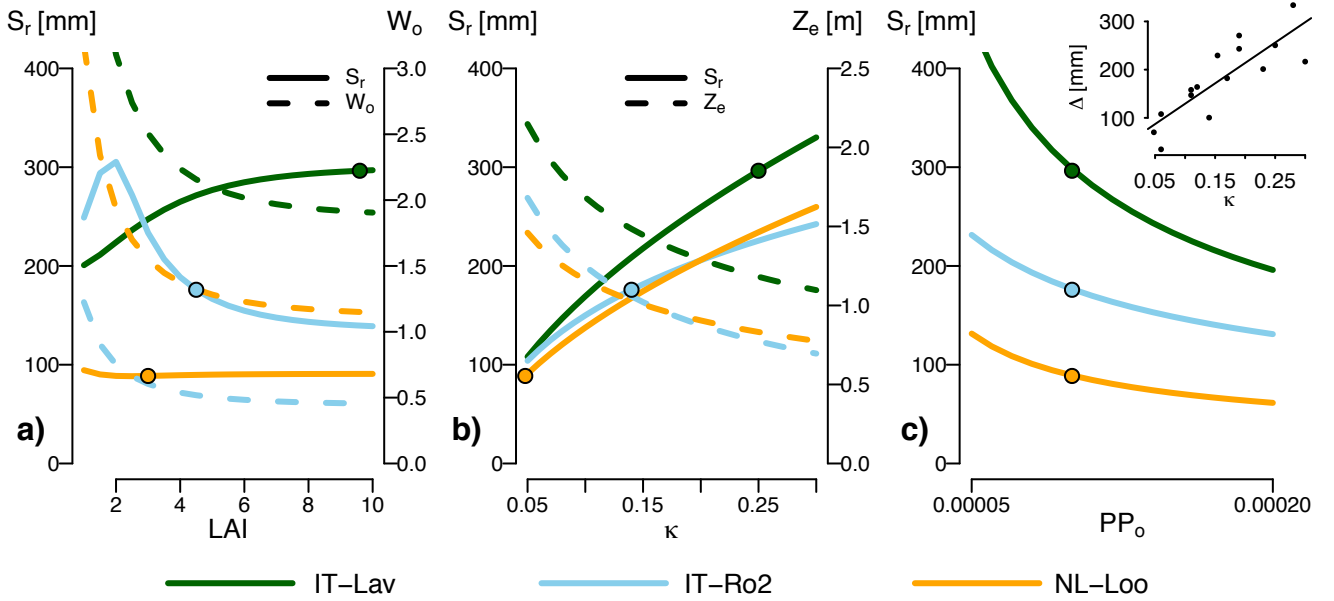 Sr [mm]
Wo
Sr [mm]
Ze [m]
Sr [mm]
400
300
200
100
0
3.0
2.5
2.0
1.5
1.0
0.5
0.0
Sr
Wo
a)
2 4 6 8 10
LAI
400
300
200
100
0
2.5
2.0
1.5
1.0
0.5
0.0
Sr
Ze
b)
0.05 0.15 0.25
κ
400
300
200
100
0
c)
0.00005 0.00020
PPo
300
200
100
Δ [mm]
0.05 0.15 0.25
κ
IT−Lav IT−Ro2 NL−Loo